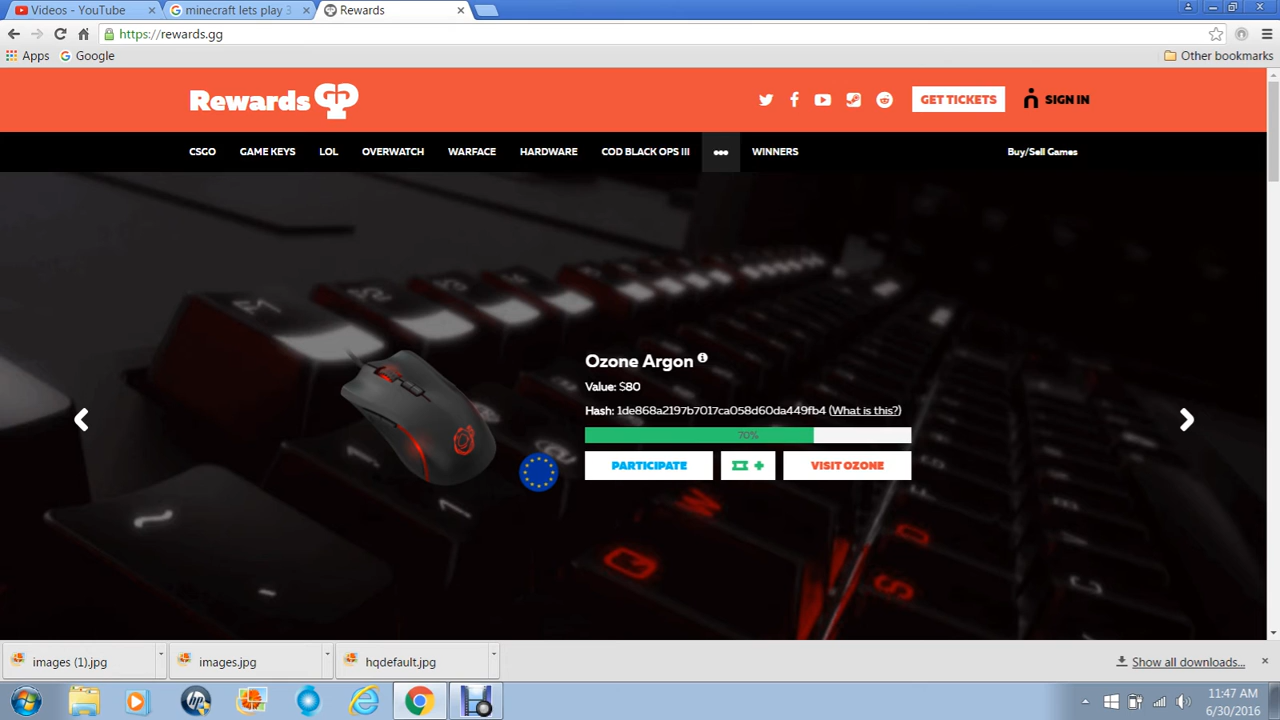 Videos - YouTube
minecraft lets play 3
Rewards
https://rewards.gg
Apps
Google
Other bookmarks
Rewards
GET TICKETS
SIGN IN
CSGO
GAME KEYS
LOL
OVERWATCH
WARFACE
HARDWARE
COD BLACK OPS III
•••
WINNERS
Buy/Sell Games
Ozone Argon
Value: $80
Hash: 1de868a2197b7017ca058d60da449fb4 (What is this?)
70%
PARTICIPATE
VISIT OZONE
images (1).jpg
images.jpg
hqdefault.jpg
Show all downloads...
11:47 AM
6/30/2016